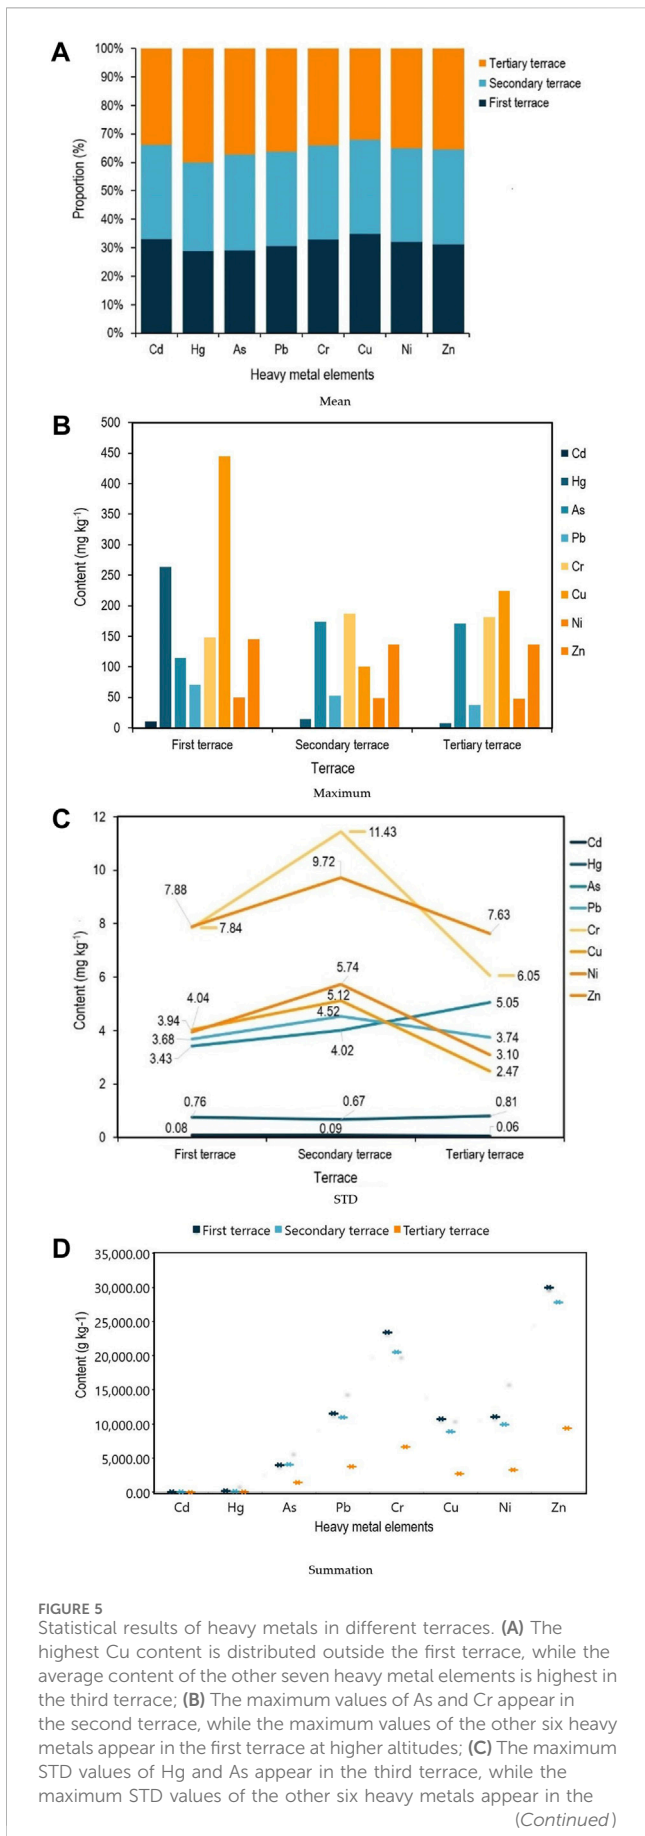 A
100%
90%
80%
70%
60%
50%
40%
30%
20%
10%
0%
Proportion (%)
Tertiary terrace
Secondary terrace
First terrace
Cd Hg As Pb Cr Cu Ni Zn
Heavy metal elements
Mean
B
500
450
400
350
300
250
200
150
100
50
0
Content (mg kg-1)
Cd
Hg
As
Pb
Cr
Cu
Ni
Zn
First terrace Secondary terrace Tertiary terrace
Terrace
Maximum
C
12
10
8
6
4
2
0
Content (mg kg-1)
11.43
9.72
7.88
7.84
7.63
6.05
5.74
5.12
4.52
4.02
4.04
3.94
3.68
3.43
5.05
3.74
3.10
2.47
0.76
0.67
0.81
0.08
0.09
0.06
Cd
Hg
As
Pb
Cr
Cu
Ni
Zn
First terrace Secondary terrace Tertiary terrace
Terrace
STD
First terrace Secondary terrace Tertiary terrace
D
35,000.00
30,000.00
25,000.00
20,000.00
15,000.00
10,000.00
5,000.00
0.00
Content (g kg-1)
Cd Hg As Pb Cr Cu Ni Zn
Heavy metal elements
Summation
FIGURE 5
Statistical results of heavy metals in different terraces. (A) The
highest Cu content is distributed outside the first terrace, while the
average content of the other seven heavy metal elements is highest in
the third terrace; (B) The maximum values of As and Cr appear in
the second terrace, while the maximum values of the other six heavy
metals appear in the first terrace at higher altitudes; (C) The maximum
STD values of Hg and As appear in the third terrace, while the
maximum STD values of the other six heavy metals appear in the
(Continued)